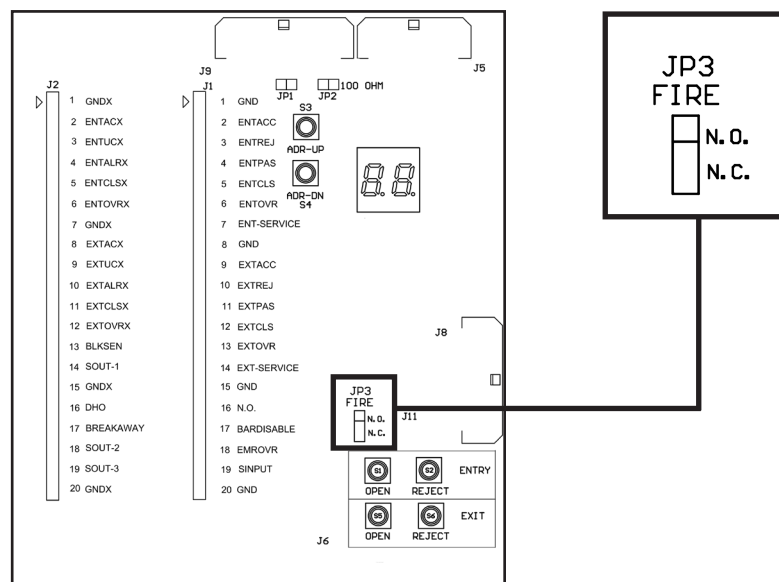 J9
J5
J2
J1
JP1
JP2
100 OHM
S3
ADR-UP
ADR-DN
S4
88
1 GNDX
2 ENTACX
3 ENTUCX
4 ENTALRX
5 ENTCLSX
6 ENTOVRX
7 GNDX
8 EXTACX
9 EXTUCX
10 EXTALRX
11 EXTCLSX
12 EXTOVRX
13 BLKSEN
14 SOUT-1
15 GNDX
16 DHO
17 BREAKAWAY
18 SOUT-2
19 SOUT-3
20 GNDX
1 GND
2 ENTACC
3 ENTREJ
4 ENTPAS
5 ENTCLS
6 ENTOVR
7 ENT-SERVICE
8 GND
9 EXTACC
10 EXTREJ
11 EXTPAS
12 EXTCLS
13 EXTOVR
14 EXT-SERVICE
15 GND
16 N.O.
17 BARDISABLE
18 EMROVR
19 SINPUT
20 GND
J8
JP3
FIRE
N.O.
N.C.
J11
S1
S2
ENTRY
OPEN
REJECT
S5
S6
EXIT
OPEN
REJECT
J6
JP3
FIRE
N.O.
N.C.